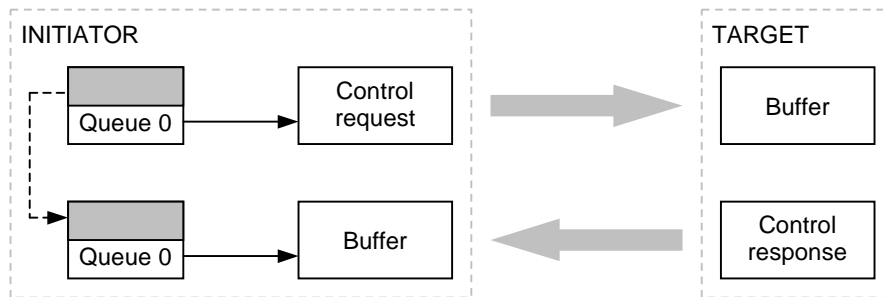 INITIATOR
TARGET
Queue 0
Control
request
Buffer
Queue 0
Buffer
Control
response